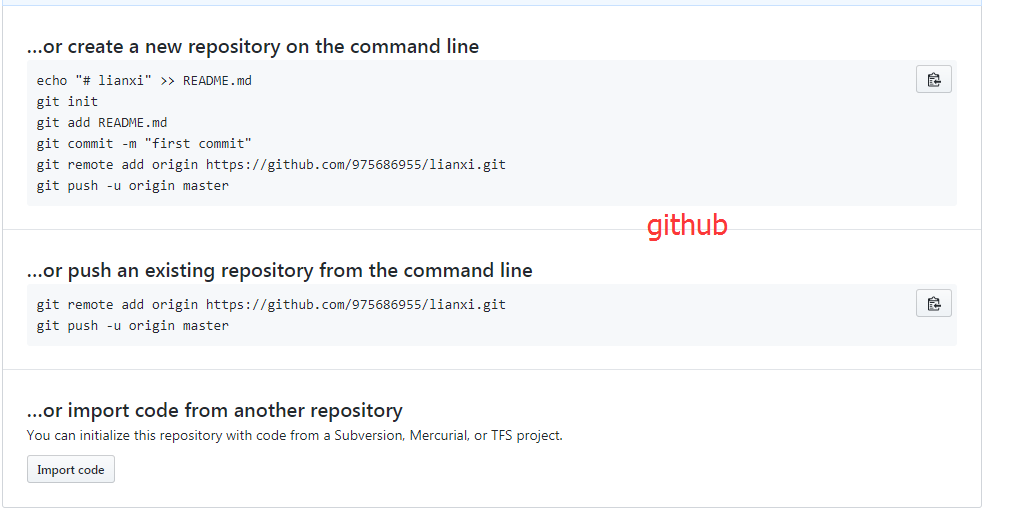 ...or create a new repository on the command line
echo "# lianxi" >> README.md
git init
git add README.md
git commit -m "first commit"
git remote add origin https://github.com/975686955/lianxi.git
git push -u origin master
github
...or push an existing repository from the command line
git remote add origin https://github.com/975686955/lianxi.git
git push -u origin master
...or import code from another repository
You can initialize this repository with code from a Subversion, Mercurial, or TFS project.
Import code